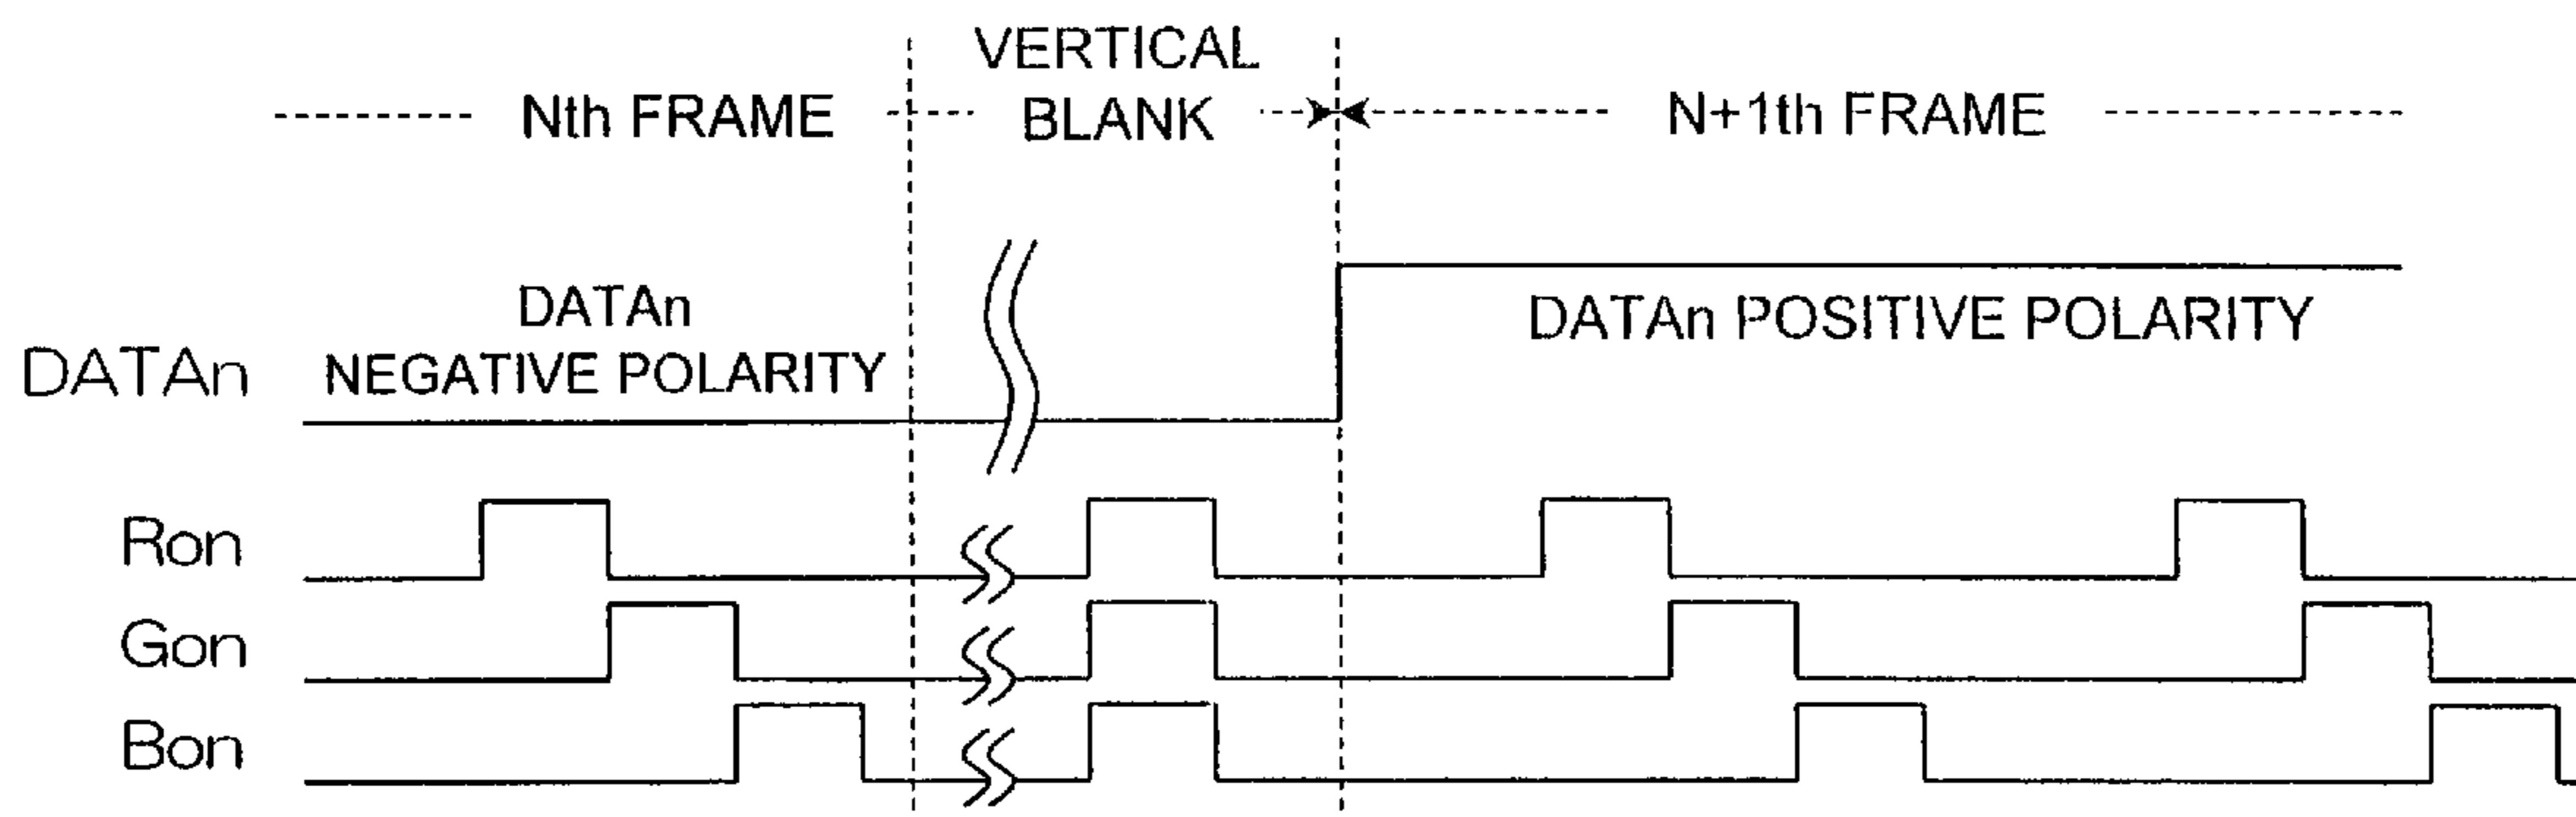 VERTICAL
BLANK
Nth FRAME
N+1th FRAME
DATAn
NEGATIVE POLARITY
DATAn POSITIVE POLARITY
DATAn
Ron
Gon
Bon